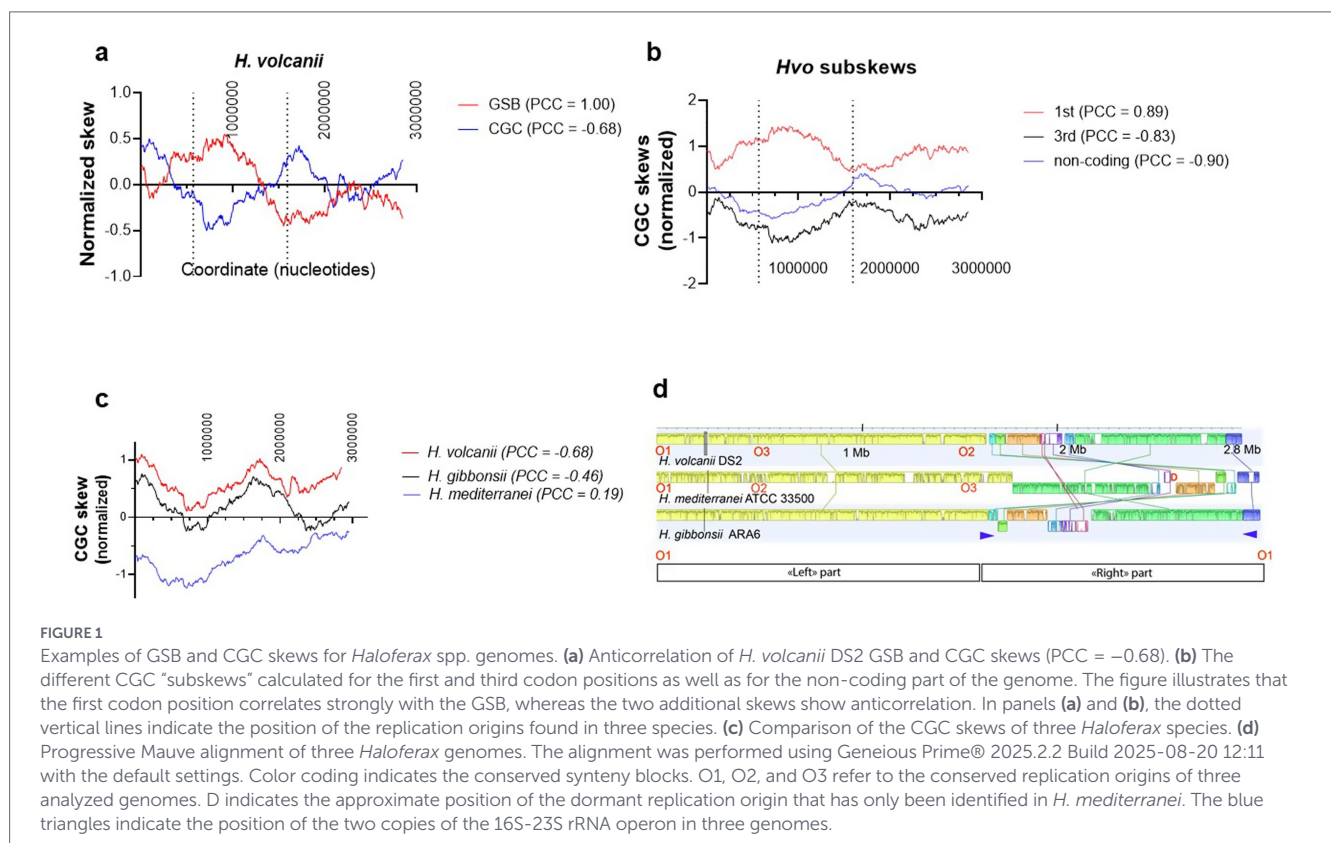 a
H. volcanii
Normalized skew
1.0
0.5
0.0
-0.5
-1.0
1000000
2000000
3000000
Coordinate (nucleotides)
GSB (PCC = 1.00)
CGC (PCC = -0.68)
b
Hvo subskews
CGC skews
(normalized)
2
1
0
-1
-2
1000000
2000000
3000000
1st (PCC = 0.89)
3rd (PCC = -0.83)
non-coding (PCC = -0.90)
c
CGC skew
(normalized)
1
0
-1
1000000
2000000
3000000
H. volcanii (PCC = -0.68)
H. gibbonsii (PCC = -0.46)
H. mediterranei (PCC = 0.19)
d
O1 O3 1 Mb O2 2 Mb 2.8 Mb
H. volcanii DS2
O1 O2 O3 D
H. mediterranei ATCC 33500
H. gibbonsii ARA6
O1 O1
«Left» part «Right» part
FIGURE 1
Examples of GSB and CGC skews for Haloferax spp. genomes. (a) Anticorrelation of H. volcanii DS2 GSB and CGC skews (PCC = −0.68). (b) The
different CGC “subskews” calculated for the first and third codon positions as well as for the non-coding part of the genome. The figure illustrates that
the first codon position correlates strongly with the GSB, whereas the two additional skews show anticorrelation. In panels (a) and (b), the dotted
vertical lines indicate the position of the replication origins found in three species. (c) Comparison of the CGC skews of three Haloferax species. (d)
Progressive Mauve alignment of three Haloferax genomes. The alignment was performed using Geneious Prime® 2025.2.2 Build 2025-08-20 12:11
with the default settings. Color coding indicates the conserved synteny blocks. O1, O2, and O3 refer to the conserved replication origins of three
analyzed genomes. D indicates the approximate position of the dormant replication origin that has only been identified in H. mediterranei. The blue
triangles indicate the position of the two copies of the 16S-23S rRNA operon in three genomes.